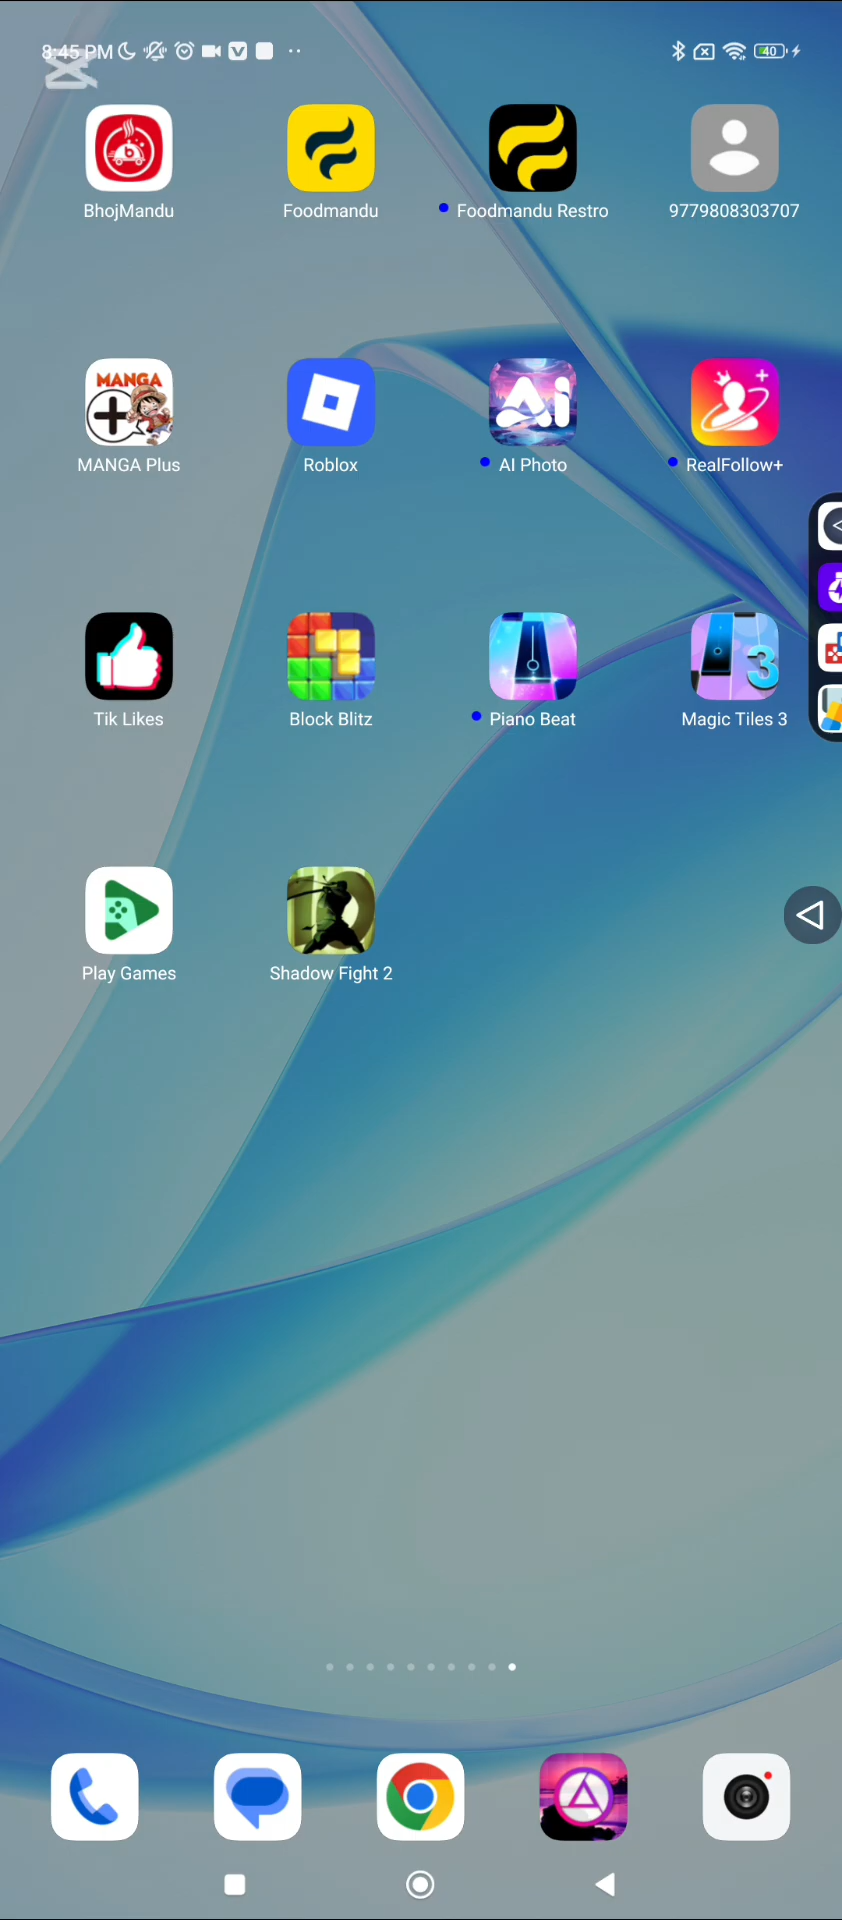 8:45 PM
40
BhojMandu
Foodmandu
Foodmandu Restro
9779808303707
MANGA
MANGA Plus
Roblox
Ai
AI Photo
RealFollow+
Tik Likes
Block Blitz
Piano Beat
3
Magic Tiles 3
Play Games
Shadow Fight 2